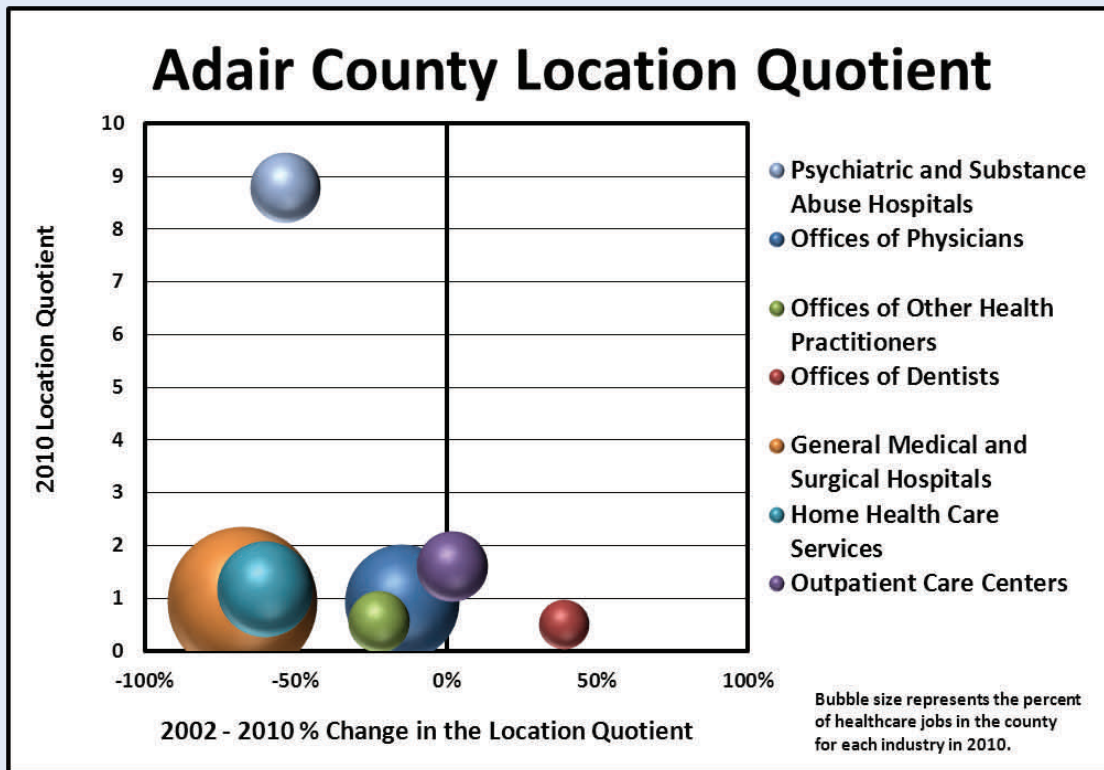 Adair County Location Quotient
10
9
8
7
6
5
4
3
2
1
0
2010 Location Quotient
-100%
-50%
0%
50%
100%
2002 - 2010 % Change in the Location Quotient
Psychiatric and Substance
Abuse Hospitals
Offices of Physicians
Offices of Other Health
Practitioners
Offices of Dentists
General Medical and
Surgical Hospitals
Home Health Care
Services
Outpatient Care Centers
Bubble size represents the percent
of healthcare jobs in the county
for each industry in 2010.